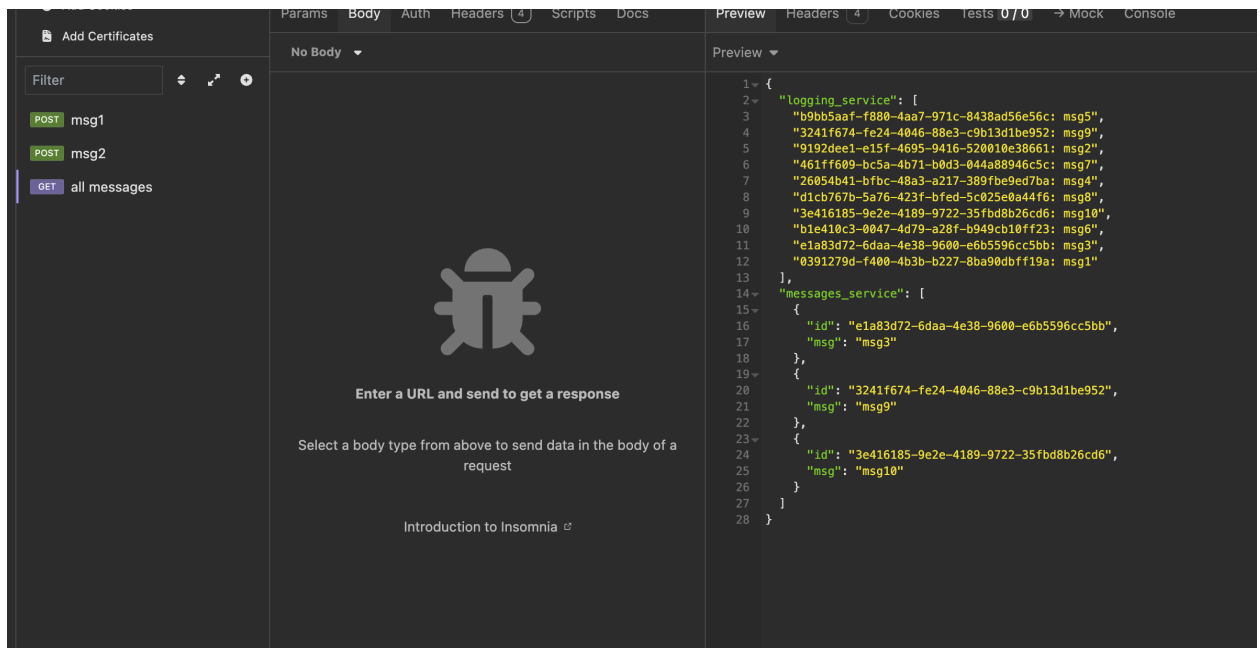 Params Body Auth Headers 4 Scripts Docs
Preview Headers 4 Cookies Tests 0 / 0 → Mock Console
Add Certificates
No Body
Preview
Filter
POST msg1
POST msg2
GET all messages
Enter a URL and send to get a response
Select a body type from above to send data in the body of a
request
Introduction to Insomnia
1 {
2 "logging_service": [
3 "b9bb5aaf-f880-4aa7-971c-8438ad56e56c: msg5",
4 "3241f674-fe24-4046-88e3-c9b13d1be952: msg9",
5 "9192dee1-e15f-4695-9416-520010e38661: msg2",
6 "461ff609-bc5a-4b71-b0d3-044a88946c5c: msg7",
7 "26054b41-bfbc-48a3-a217-389fbe9ed7ba: msg4",
8 "d1cb767b-5a76-423f-bfed-5c025e0a44f6: msg8",
9 "3e416185-9e2e-4189-9722-35fbd8b26cd6: msg10",
10 "b1e410c3-0047-4d79-a28f-b949cb10ff23: msg6",
11 "e1a83d72-6daa-4e38-9600-e6b5596cc5bb: msg3",
12 "0391279d-f400-4b3b-b227-8ba90dbff19a: msg1"
13 ],
14 "messages_service": [
15 {
16 "id": "e1a83d72-6daa-4e38-9600-e6b5596cc5bb",
17 "msg": "msg3"
18 },
19 {
20 "id": "3241f674-fe24-4046-88e3-c9b13d1be952",
21 "msg": "msg9"
22 },
23 {
24 "id": "3e416185-9e2e-4189-9722-35fbd8b26cd6",
25 "msg": "msg10"
26 }
27 ]
28 }